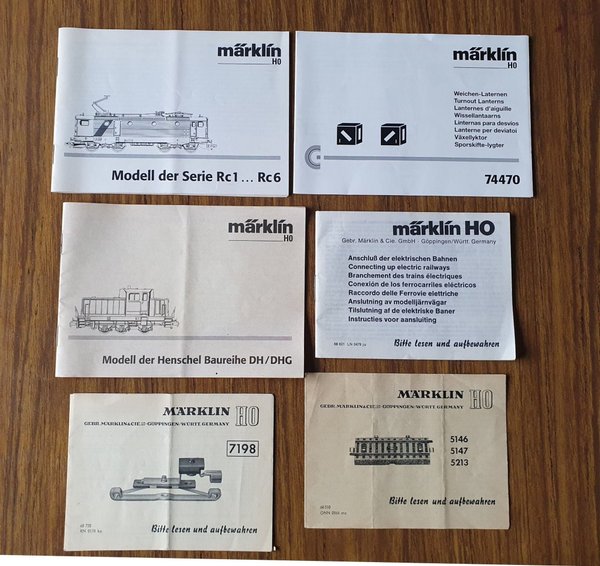 märklin
HO
Modell der Serie Rc1 ... Rc6
märklin
HO
Weichen-Laternen
Turnout Lanterns
Lanternes d'aiguille
Wissellantaarns
Linternas para desvios
Lanterne per deviatoi
Växellyktor
Sporskifte-lygter
74470
märklin
HO
Modell der Henschel Baureihe DH/DHG
märklin HO
Gebr. Märklin & Cie. GmbH · Göppingen/Württ. Germany
Anschluß der elektrischen Bahnen
Connecting up electric railways
Branchement des trains électriques
Conexión de los ferrocarriles eléctricos
Raccordo delle Ferrovie elettriche
Anslutning av modelljärnvägar
Tilslutning af de elektriske Baner
Instructies voor aansluiting
Bitte lesen und aufbewahren
MÄRKLIN HO
GEBR. MÄRKLIN & CIE. GÖPPINGEN/WÜRTT. GERMANY
7198
Bitte lesen und aufbewahren
MÄRKLIN HO
GEBR. MÄRKLIN & CIE. GÖPPINGEN/WÜRTT. GERMANY
5146
5147
5213
Bitte lesen und aufbewahren